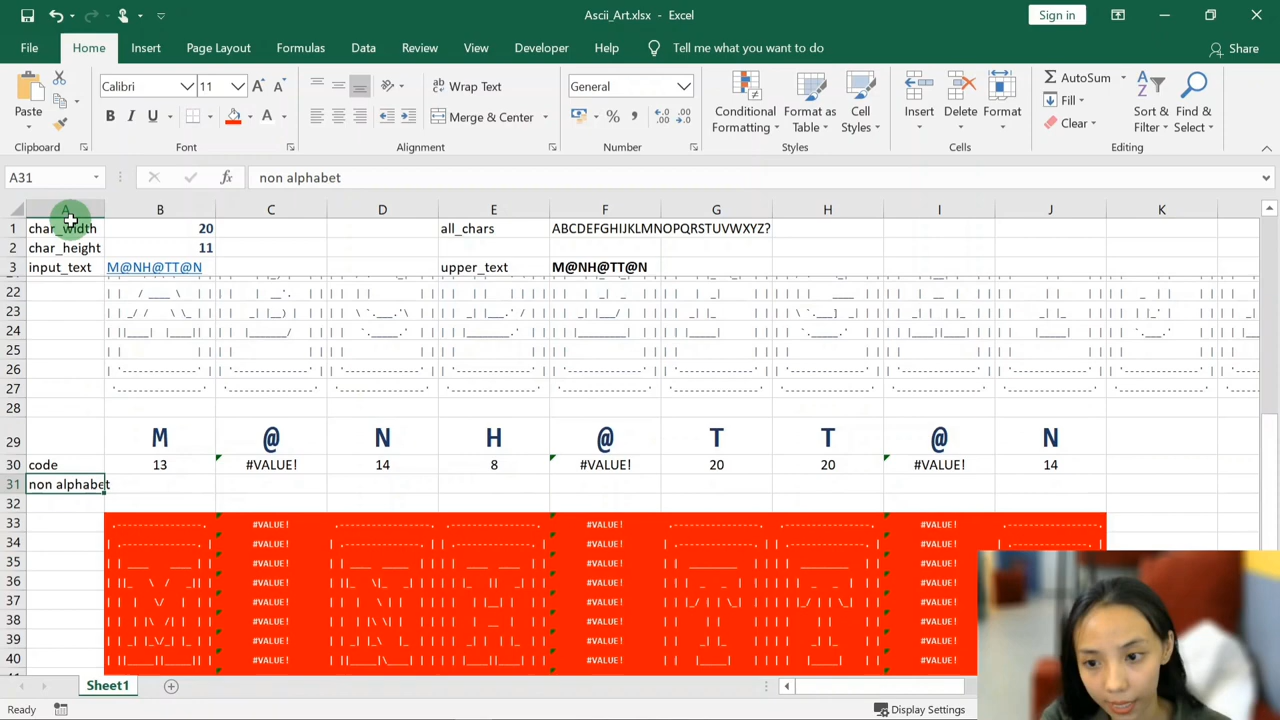 Ascii_Art.xlsx - Excel
Sign in
File Home Insert Page Layout Formulas Data Review View Developer Help Tell me what you want to do Share
Paste
Calibri 11
Wrap Text
Merge & Center
General
Conditional Formatting
Format as Table
Cell Styles
Insert Delete Format
AutoSum
Fill
Clear
Sort & Filter
Find & Select
Clipboard Font Alignment Number Styles Cells Editing
A31 fx non alphabet
A B C D E F G H I J K
1 char_width 20 all_chars ABCDEFGHIJKLMNOPQRSTUVWXYZ?
2 char_height 11
3 input_text M@NH@TT@N upper_text M@NH@TT@N
22
23
24
25
26
27
28
29 M @ N H @ T T @ N
30 code 13 #VALUE! 14 8 #VALUE! 20 20 #VALUE! 14
31 non alphabet
32
33 #VALUE! #VALUE! #VALUE!
34 #VALUE! #VALUE! #VALUE!
35 #VALUE! #VALUE! #VALUE!
36 #VALUE! #VALUE! #VALUE!
37 #VALUE! #VALUE! #VALUE!
38 #VALUE! #VALUE! #VALUE!
39 #VALUE! #VALUE! #VALUE!
40 #VALUE! #VALUE! #VALUE!
Sheet1
Ready
Display Settings